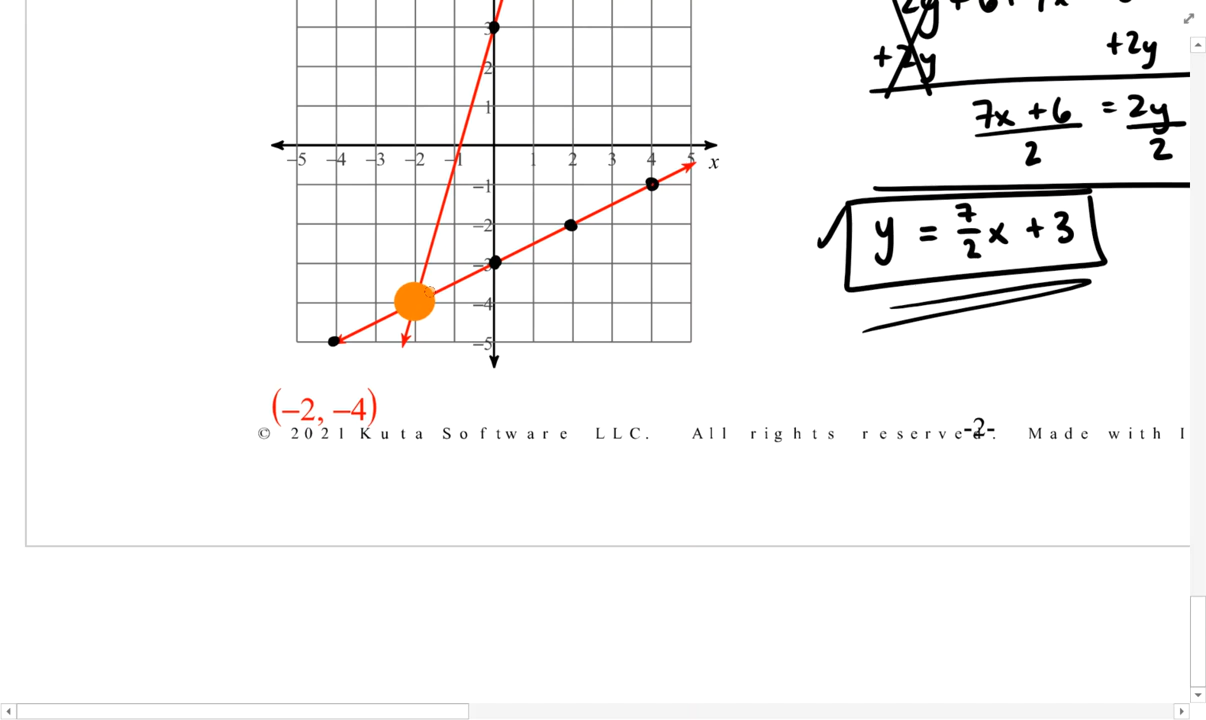 +2y
+2y
7x + 6 = 2y
2 2
y = 7/2 x + 3
3
2
1
-5 -4 -3 -2 -1 1 2 3 4 5 x
-1
-2
-3
-4
-5
(-2, -4)
© 2021 Kuta Software LLC. All rights reserve -2- Made with I